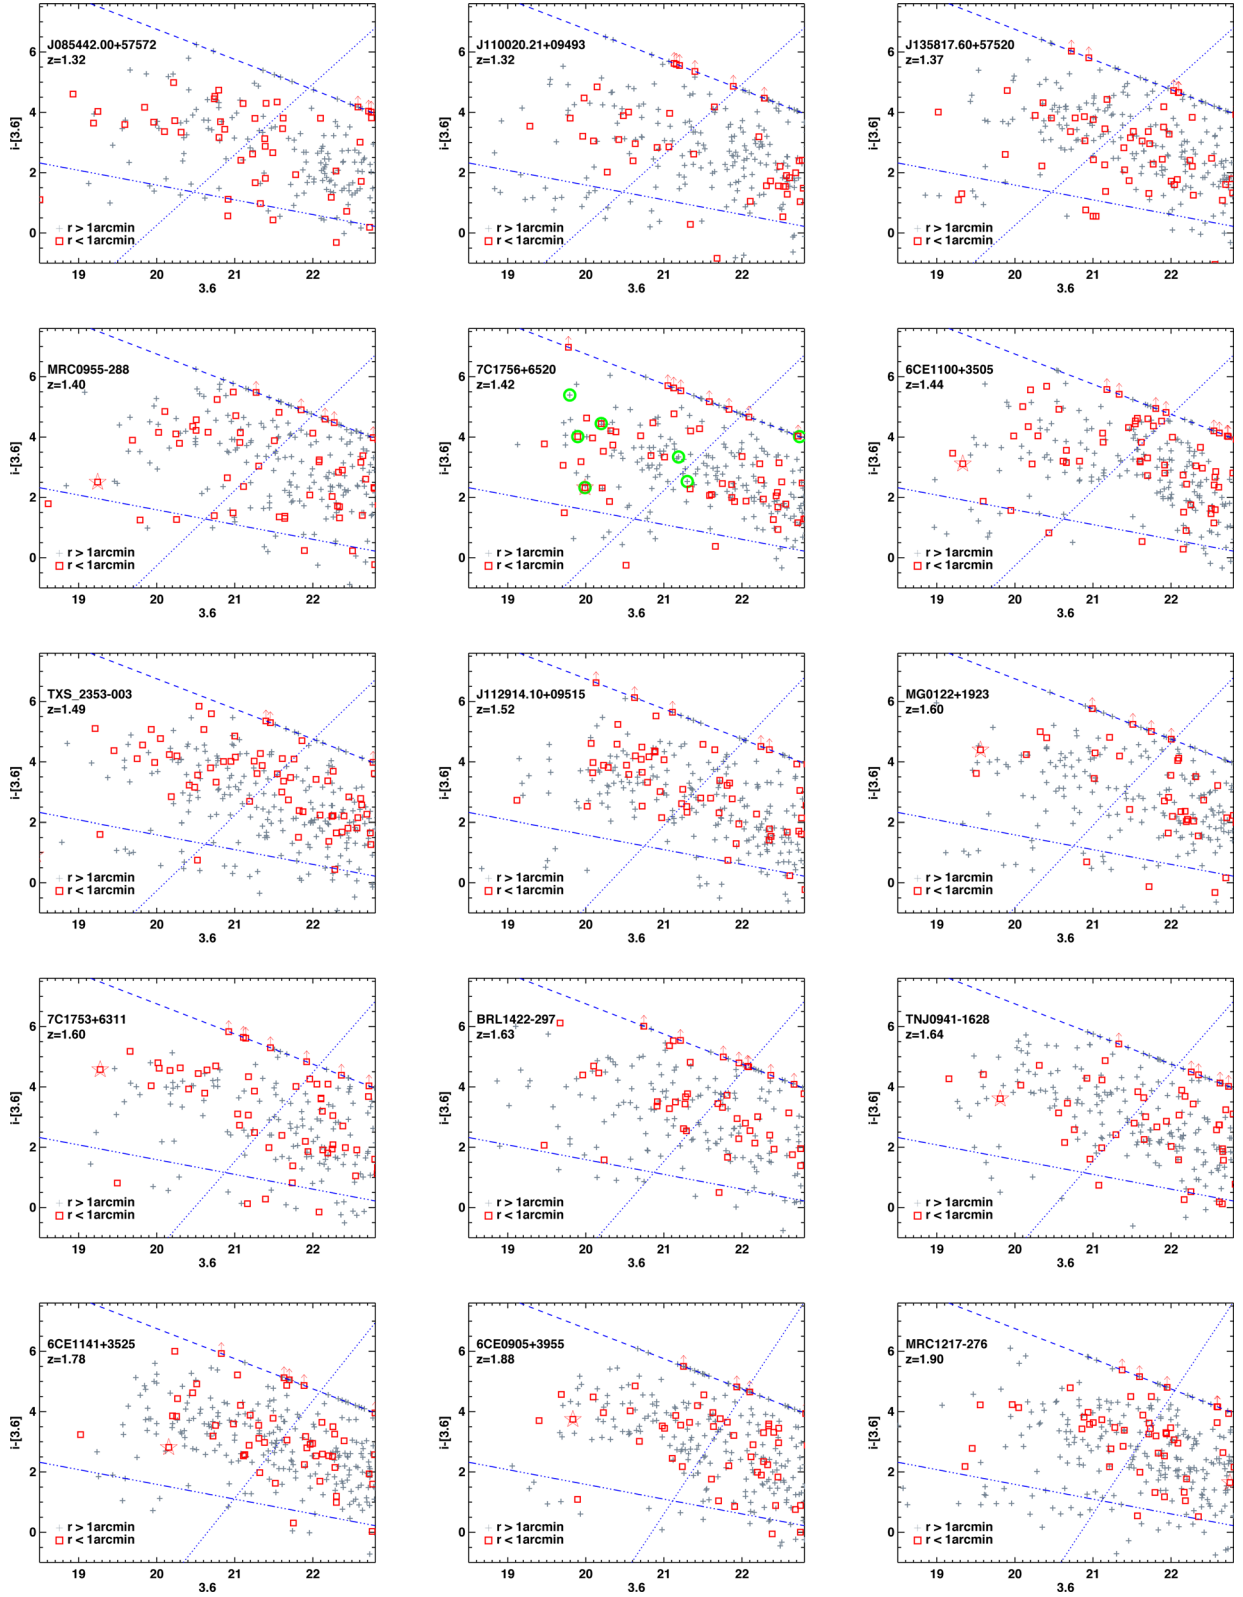 J085442.00+57572
z=1.32
i-[3.6]
6
4
2
0
r > 1arcmin
r < 1arcmin
19 20 21 22
3.6
J110020.21+09493
z=1.32
i-[3.6]
6
4
2
0
r > 1arcmin
r < 1arcmin
19 20 21 22
3.6
J135817.60+57520
z=1.37
i-[3.6]
6
4
2
0
r > 1arcmin
r < 1arcmin
19 20 21 22
3.6
MRC0955-288
z=1.40
i-[3.6]
6
4
2
0
r > 1arcmin
r < 1arcmin
19 20 21 22
3.6
7C1756+6520
z=1.42
i-[3.6]
6
4
2
0
r > 1arcmin
r < 1arcmin
19 20 21 22
3.6
6CE1100+3505
z=1.44
i-[3.6]
6
4
2
0
r > 1arcmin
r < 1arcmin
19 20 21 22
3.6
TXS_2353-003
z=1.49
i-[3.6]
6
4
2
0
r > 1arcmin
r < 1arcmin
19 20 21 22
3.6
J112914.10+09515
z=1.52
i-[3.6]
6
4
2
0
r > 1arcmin
r < 1arcmin
19 20 21 22
3.6
MG0122+1923
z=1.60
i-[3.6]
6
4
2
0
r > 1arcmin
r < 1arcmin
19 20 21 22
3.6
7C1753+6311
z=1.60
i-[3.6]
6
4
2
0
r > 1arcmin
r < 1arcmin
19 20 21 22
3.6
BRL1422-297
z=1.63
i-[3.6]
6
4
2
0
r > 1arcmin
r < 1arcmin
19 20 21 22
3.6
TNJ0941-1628
z=1.64
i-[3.6]
6
4
2
0
r > 1arcmin
r < 1arcmin
19 20 21 22
3.6
6CE1141+3525
z=1.78
i-[3.6]
6
4
2
0
r > 1arcmin
r < 1arcmin
19 20 21 22
3.6
6CE0905+3955
z=1.88
i-[3.6]
6
4
2
0
r > 1arcmin
r < 1arcmin
19 20 21 22
3.6
MRC1217-276
z=1.90
i-[3.6]
6
4
2
0
r > 1arcmin
r < 1arcmin
19 20 21 22
3.6